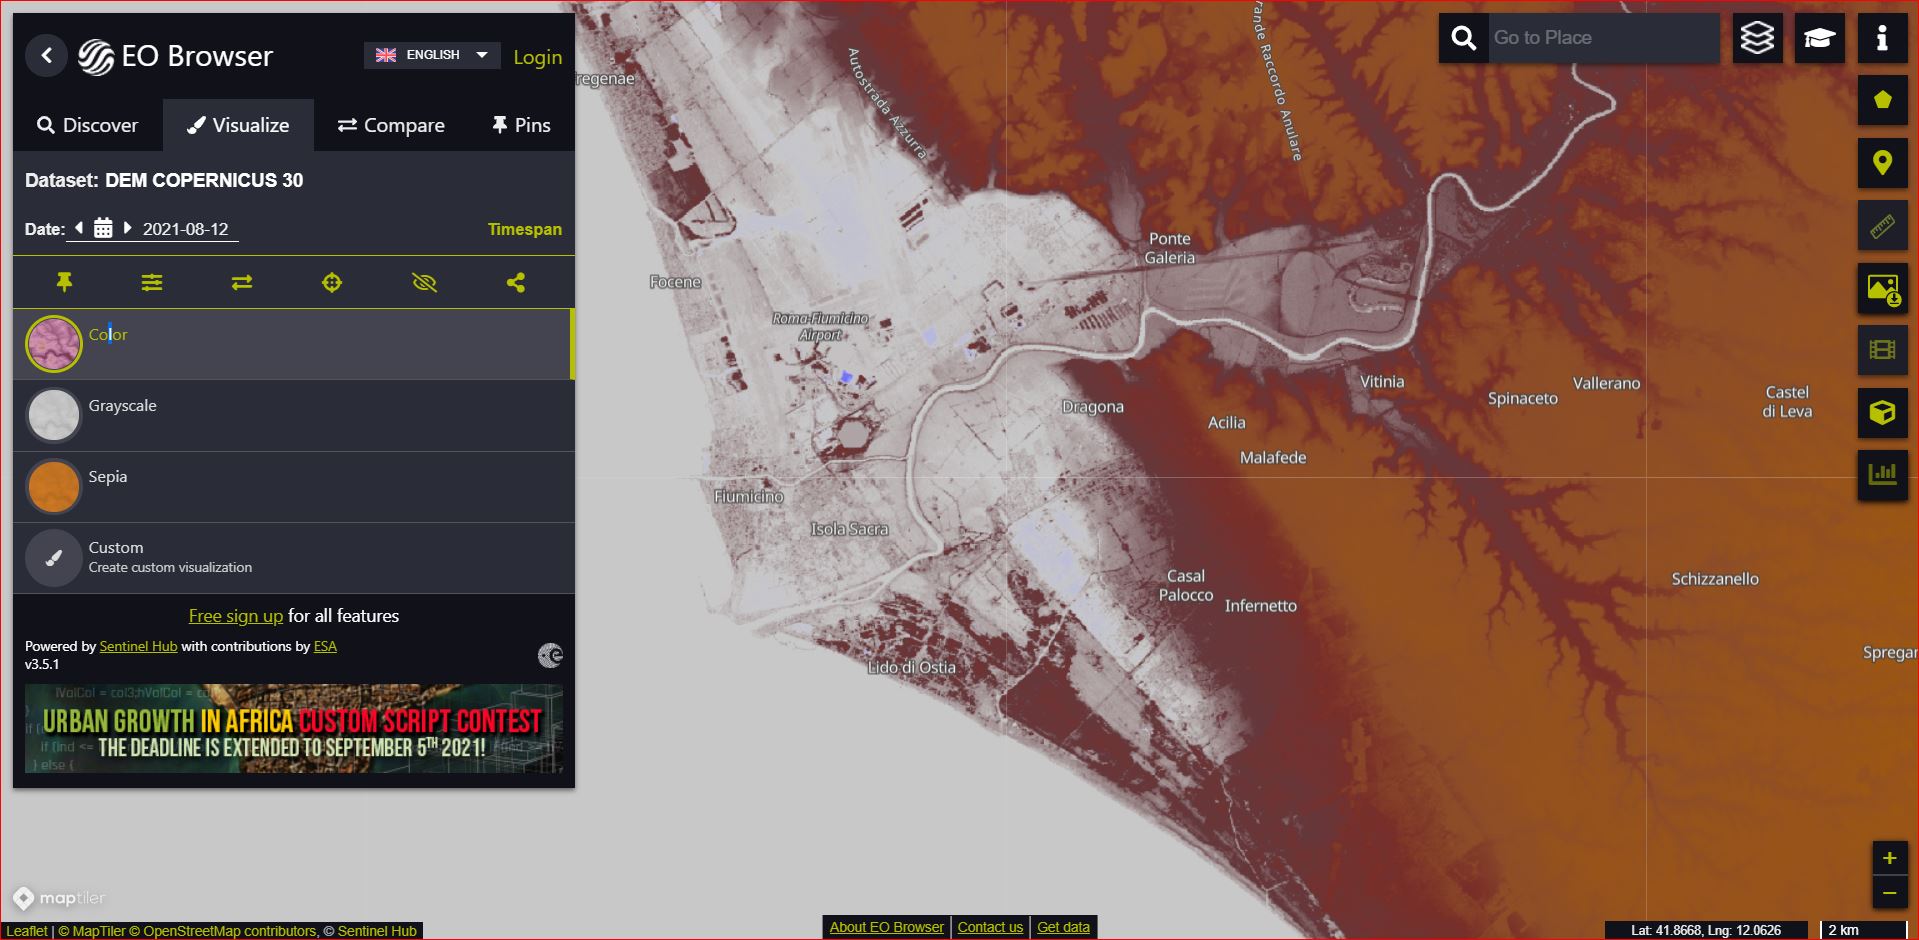 EO Browser
ENGLISH
Login
Discover
Visualize
Compare
Pins
Dataset: DEM COPERNICUS 30
Date:
2021-08-12
Timespan
Color
Grayscale
Sepia
Custom
Create custom visualization
Free sign up for all features
Powered by Sentinel Hub with contributions by ESA
v3.5.1
URBAN GROWTH IN AFRICA CUSTOM SCRIPT CONTEST
THE DEADLINE IS EXTENDED TO SEPTEMBER 5TH 2021!
Go to Place
regenae
Autostrada Azzurra
ande Raccordo Anulare
Ponte
Galeria
Focene
Roma-Fiumicino
Airport
Vitinia
Vallerano
Spinaceto
Castel
di Leva
Dragona
Acilia
Malafede
Fiumicino
Isola Sacra
Casal
Palocco
Infernetto
Schizzanello
Spregar
Lido di Ostia
maptiler
Leaflet | © MapTiler © OpenStreetMap contributors, © Sentinel Hub
About EO Browser
Contact us
Get data
Lat: 41.8668, Lng: 12.0626
2 km